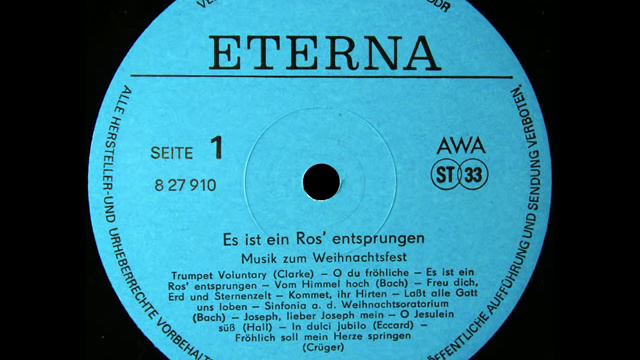 VE
DDR
ETERNA
ALLE HERSTELLER-UND URHEBERRECHTE VORBEHALT
SEITE 1
8 27 910
AWA
ST 33
Es ist ein Ros' entsprungen
Musik zum Weihnachtsfest
Trumpet Voluntary (Clarke) – O du fröhliche – Es ist ein
Ros' entsprungen – Vom Himmel hoch (Bach) – Freu dich,
Erd und Sternenzelt – Kommet, ihr Hirten – Laßt alle Gott
uns loben – Sinfonia a. d. Weihnachtsoratorium
(Bach) – Joseph, lieber Joseph mein – O Jesulein
süß (Hall) – In dulci jubilo (Eccard) –
Fröhlich soll mein Herze springen
(Crüger)
ÖFFENTLICHE AUFFÜHRUNG UND SENDUNG VERBOTEN.